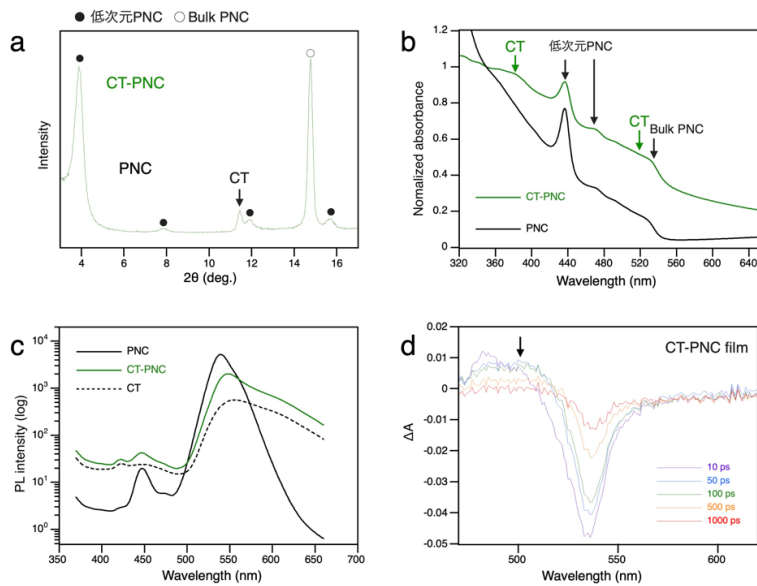 ● 低次元PNC ○ Bulk PNC
a
CT-PNC
PNC
CT
Intensity
4 6 8 10 12 14 16
2θ (deg.)
b
CT
低次元PNC
CT
Bulk PNC
Nomalized absorbance
1.2
1
0.8
0.6
0.4
0.2
0
CT-PNC
PNC
320 360 400 440 480 520 560 600 640
Wavelength (nm)
c
PNC
CT-PNC
CT
PL intensity (log)
10⁵
10⁴
10³
10²
10¹
10⁰
350 400 450 500 550 600 650 700
Wavelength (nm)
d
CT-PNC film
ΔA
0.02
0.01
0
-0.01
-0.02
-0.03
-0.04
-0.05
10 ps
50 ps
100 ps
500 ps
1000 ps
500 550 600
Wavelength (nm)